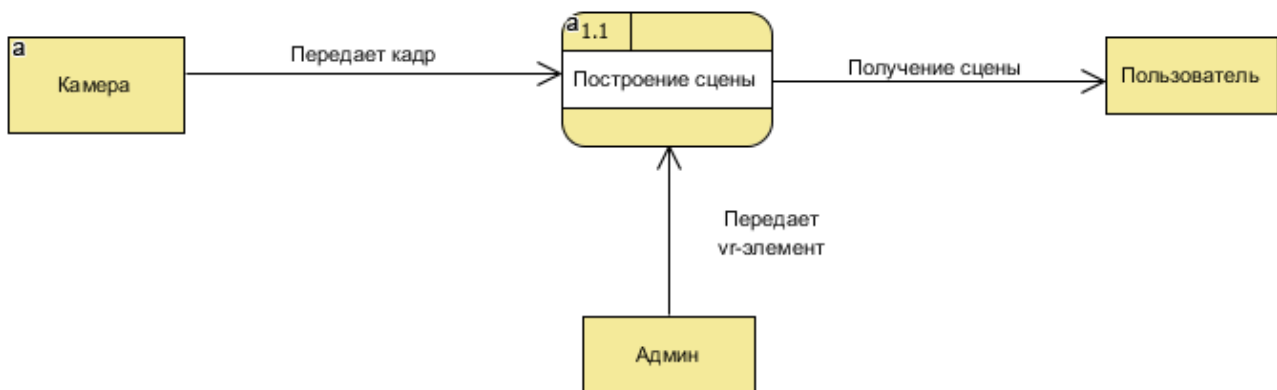 a
Камера
Передает кадр
a
1.1
Построение сцены
Получение сцены
Пользователь
Передает
vr-элемент
Админ